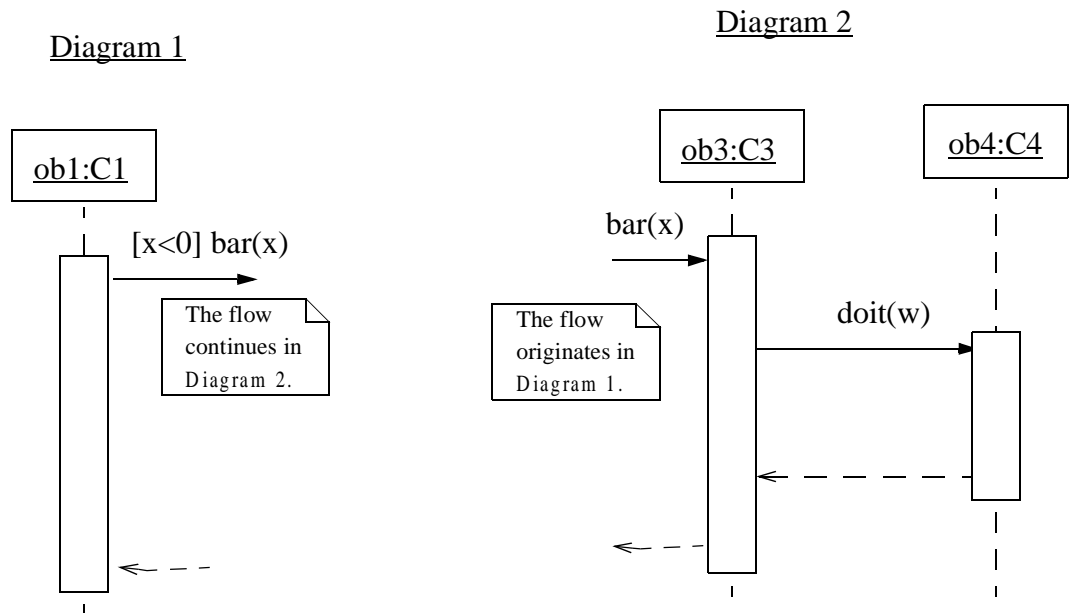 Diagram 1
ob1:C1
[x<0] bar(x)
The flow
continues in
Diagram 2.
Diagram 2
ob3:C3
ob4:C4
bar(x)
The flow
originates in
Diagram 1.
doit(w)